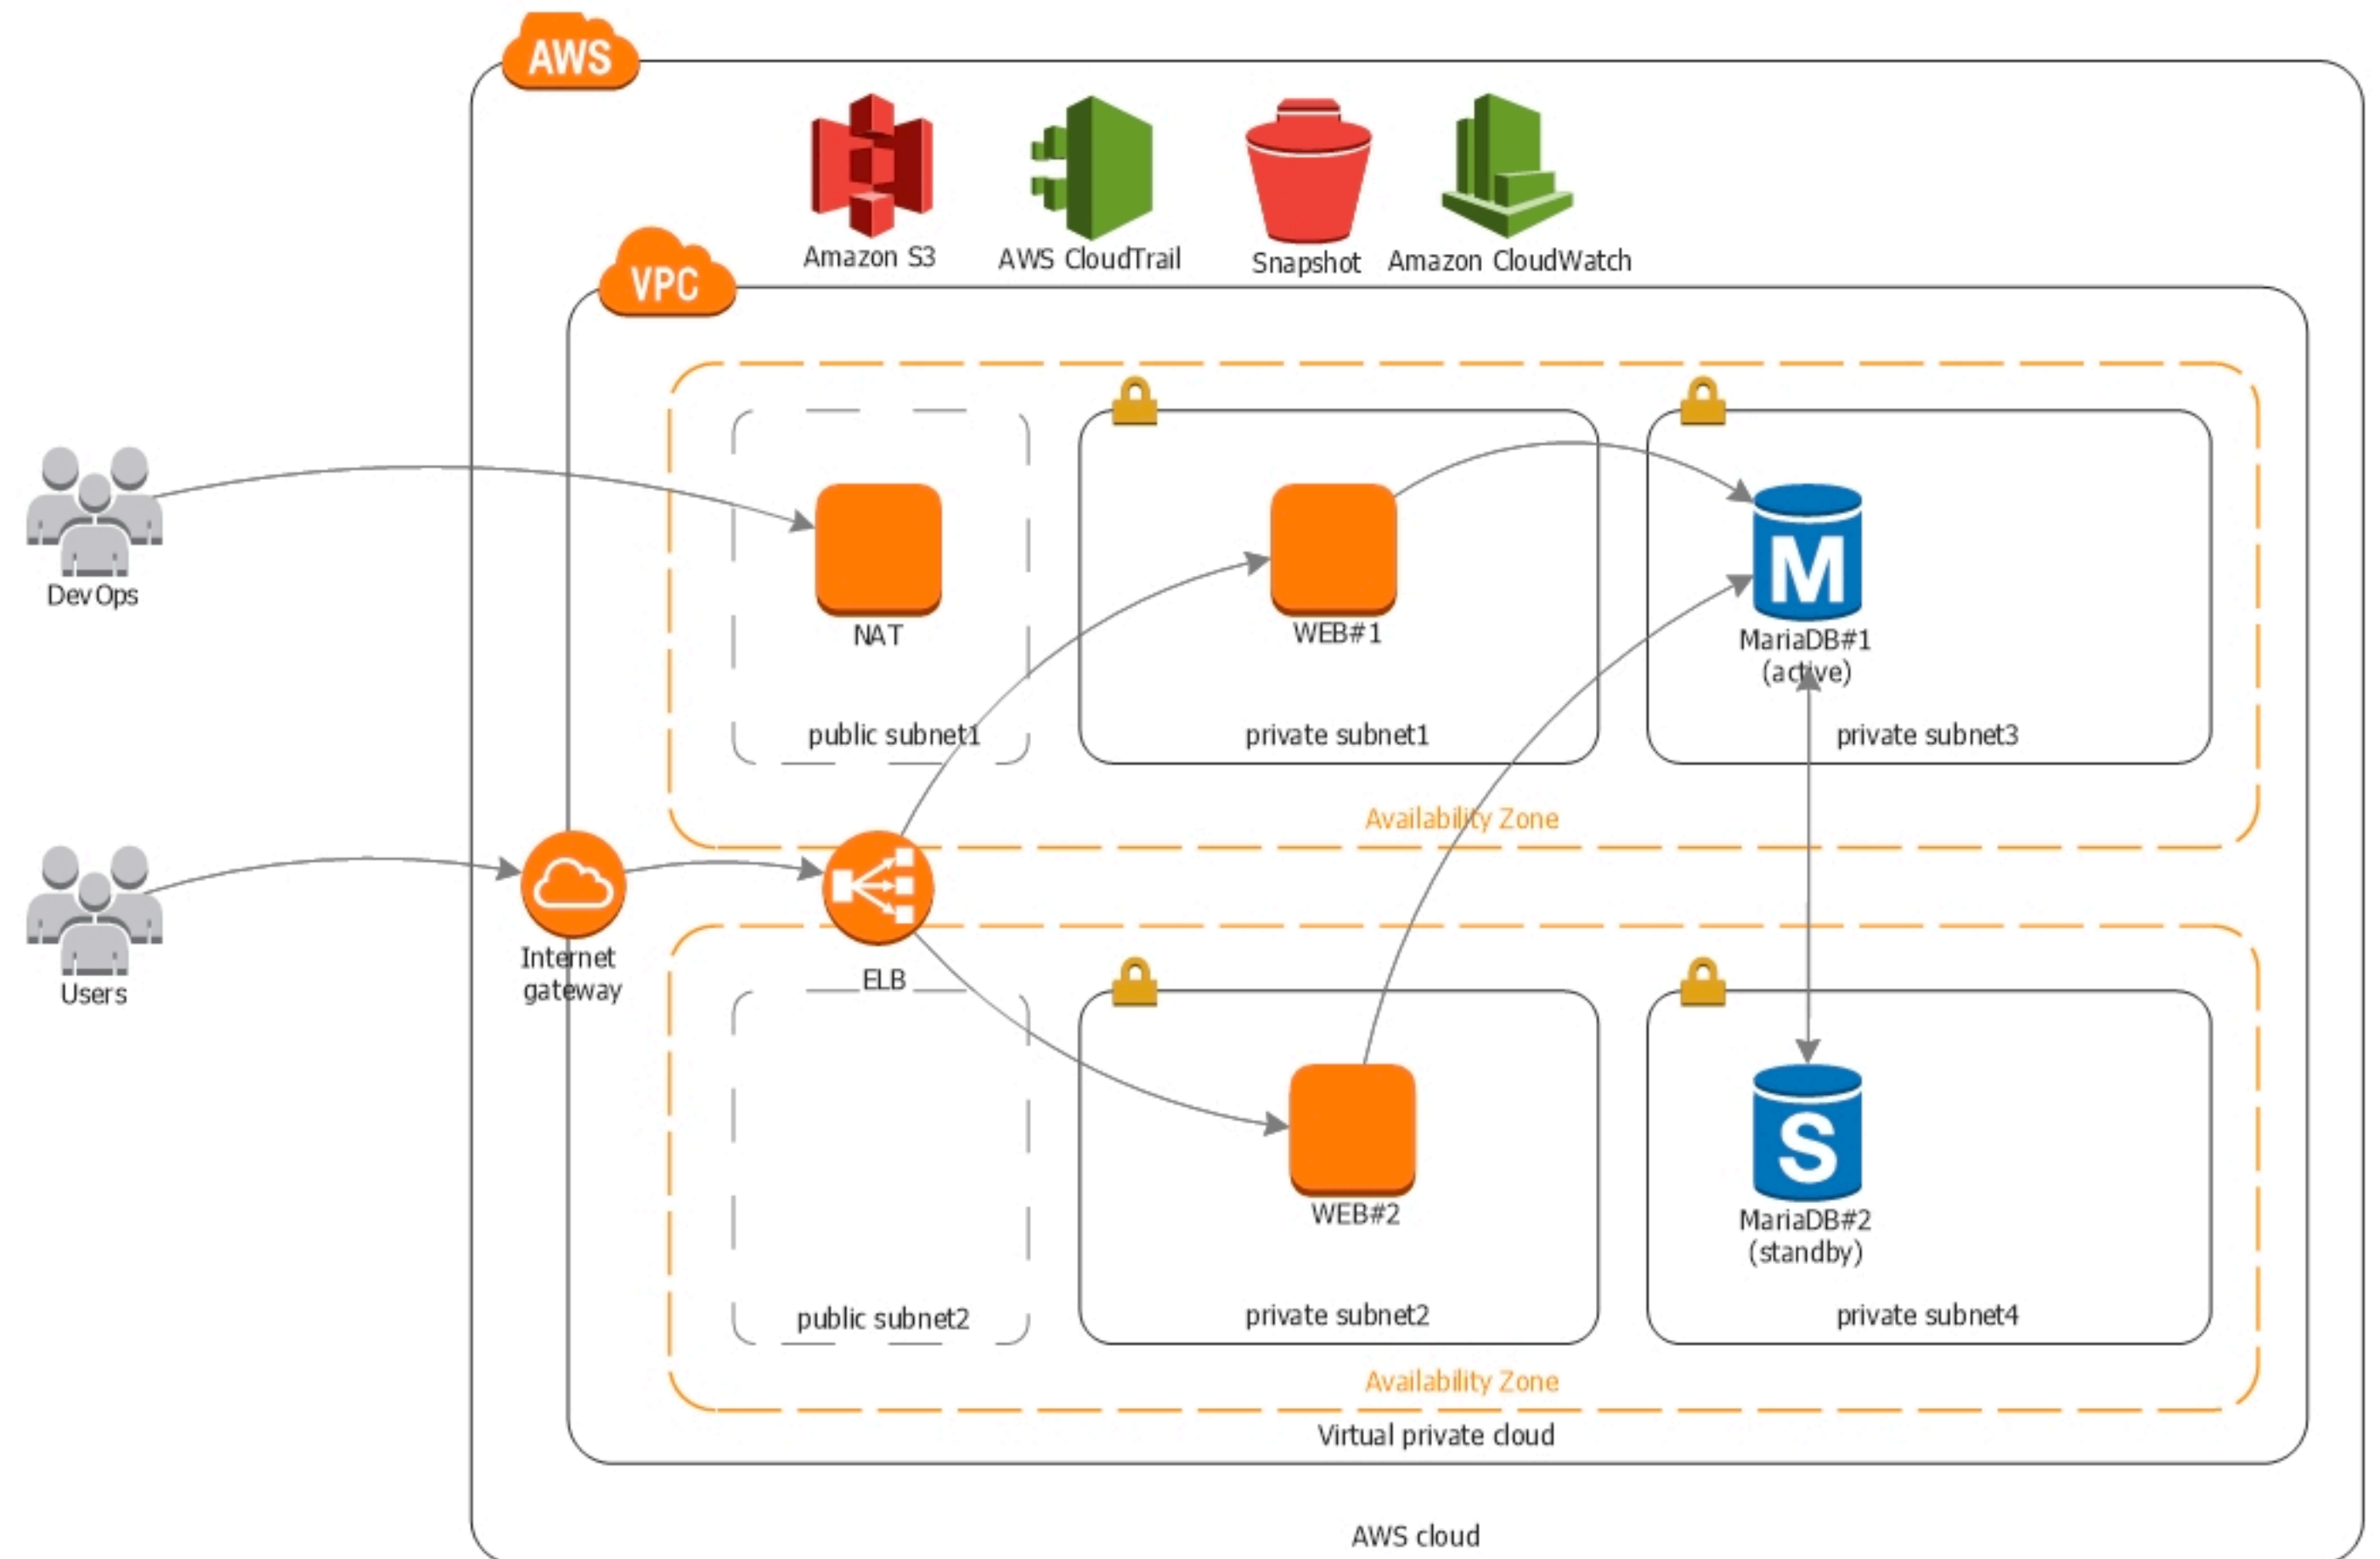 AWS
Amazon S3
AWS CloudTrail
Snapshot
Amazon CloudWatch
VPC
DevOps
NAT
WEB#1
M
MariaDB#1
(active)
public subnet1
private subnet1
private subnet3
Availability Zone
Users
Internet
gateway
ELB
S
WEB#2
MariaDB#2
(standby)
public subnet2
private subnet2
private subnet4
Availability Zone
Virtual private cloud
AWS cloud